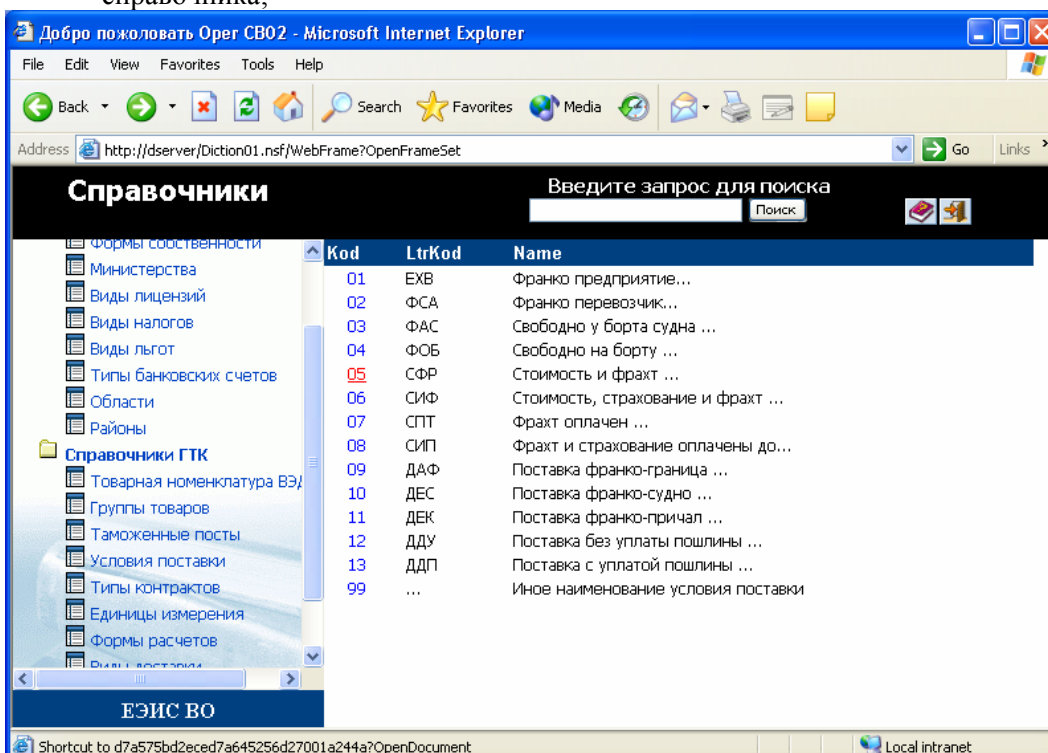 справочника;
Добро пожоловать Oper CB02 - Microsoft Internet Explorer
File Edit View Favorites Tools Help
Back Search Favorites Media
Address http://dserver/Diction01.nsf/WebFrame?OpenFrameSet Go Links
Справочники
Введите запрос для поиска
Поиск
Формы собственности
Министерства
Виды лицензий
Виды налогов
Виды льгот
Типы банковских счетов
Области
Районы
Справочники ГТК
Товарная номенклатура ВЭД
Группы товаров
Таможенные посты
Условия поставки
Типы контрактов
Единицы измерения
Формы расчетов
Виды доставки
ЕЭИС ВО
Kod LtrKod Name
01 ЕХВ Франко предприятие...
02 ФСА Франко перевозчик...
03 ФАС Свободно у борта судна ...
04 ФОБ Свободно на борту ...
05 СФР Стоимость и фрахт ...
06 СИФ Стоимость, страхование и фрахт ...
07 СПТ Фрахт оплачен ...
08 СИП Фрахт и страхование оплачены до...
09 ДАФ Поставка франко-граница ...
10 ДЕС Поставка франко-судно ...
11 ДЕК Поставка франко-причал ...
12 ДДУ Поставка без уплаты пошлины ...
13 ДДП Поставка с уплатой пошлины ...
99 ... Иное наименование условия поставки
Shortcut to d7a575bd2eced7a645256d27001a244a?OpenDocument Local intranet